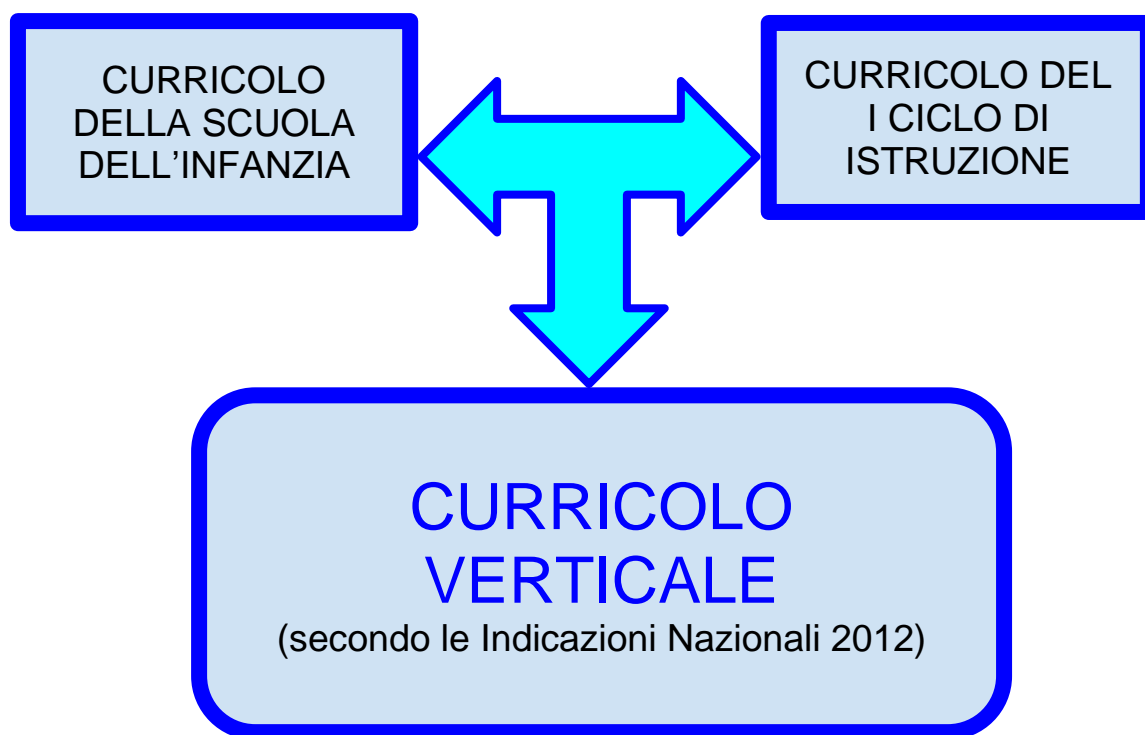 CURRICOLO
DELLA SCUOLA
DELL’INFANZIA
CURRICOLO DEL
I CICLO DI
ISTRUZIONE
CURRICOLO
VERTICALE
(secondo le Indicazioni Nazionali 2012)